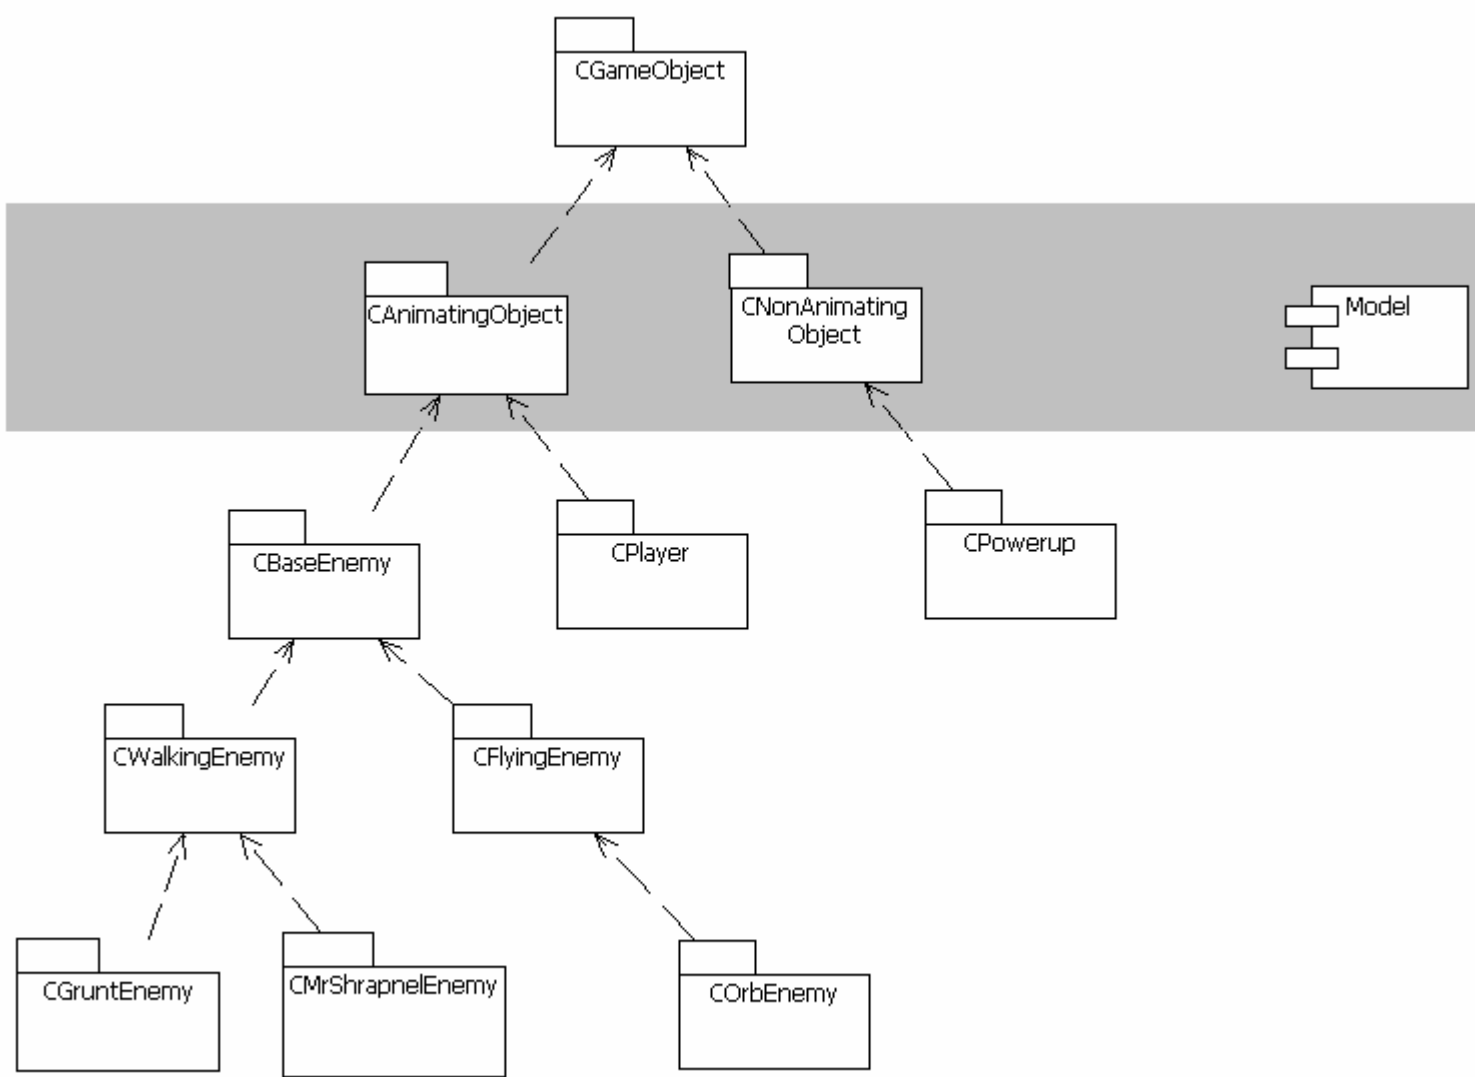 CGameObject
CAnimatingObject
CNonAnimating
Object
Model
CBaseEnemy
CPlayer
CPowerup
CWalkingEnemy
CFlyingEnemy
CGruntEnemy
CMrShrapnelEnemy
COrbEnemy